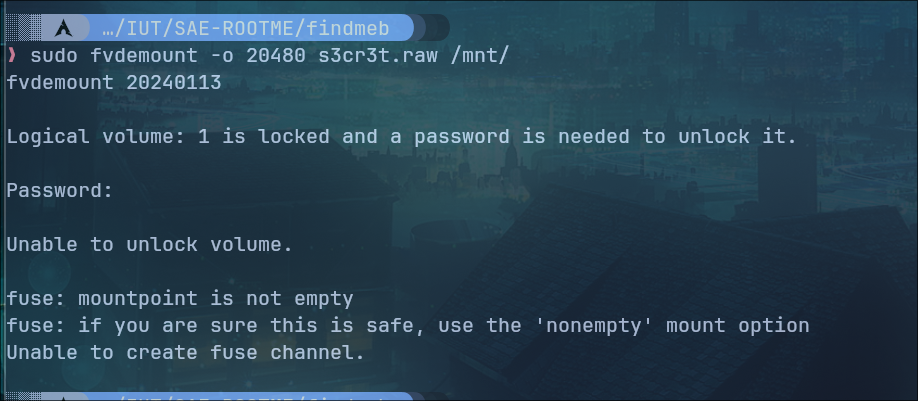 …/IUT/SAE-ROOTME/findmeb
❫ sudo fvdemount -o 20480 s3cr3t.raw /mnt/
fvdemount 20240113
Logical volume: 1 is locked and a password is needed to unlock it.
Password:
Unable to unlock volume.
fuse: mountpoint is not empty
fuse: if you are sure this is safe, use the 'nonempty' mount option
Unable to create fuse channel.